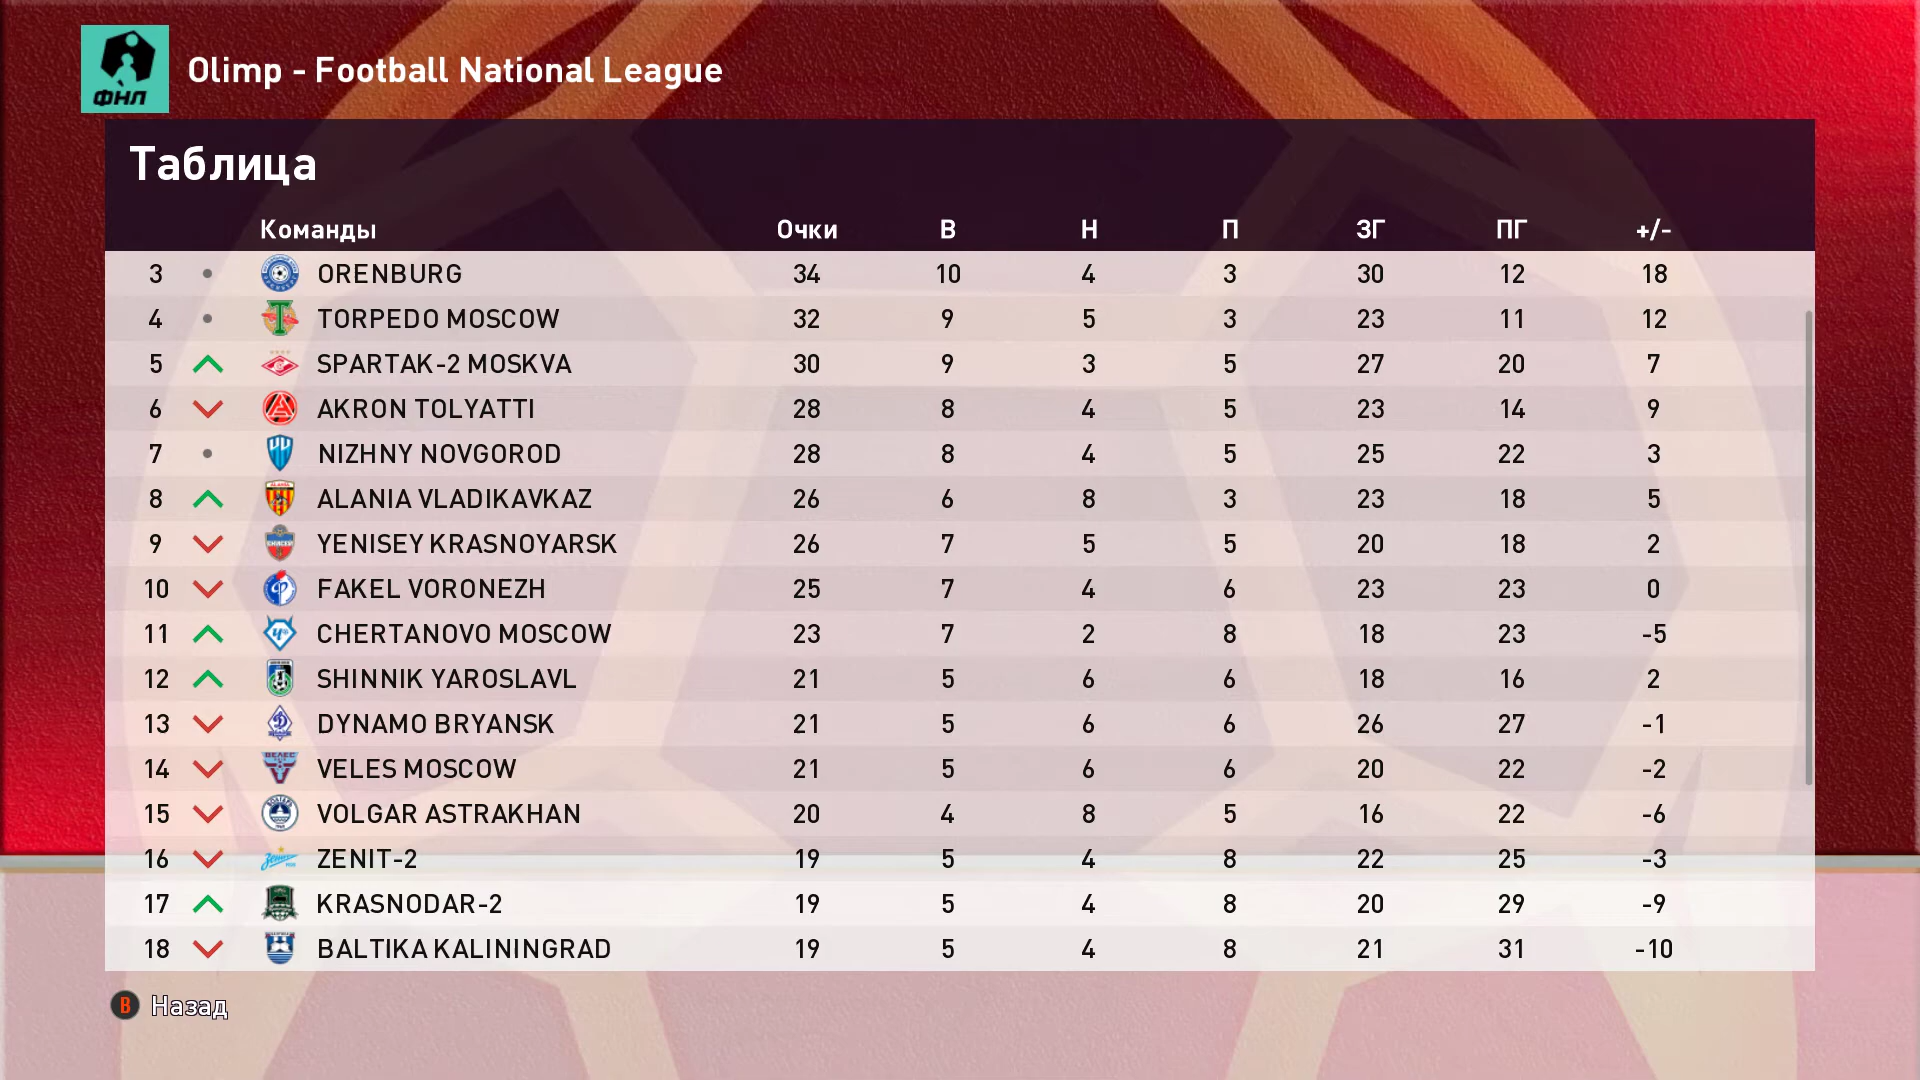 ФНЛ
Olimp - Football National League
Таблица
Команды Очки В Н П ЗГ ПГ +/-
3 ORENBURG 34 10 4 3 30 12 18
4 TORPEDO MOSCOW 32 9 5 3 23 11 12
5 SPARTAK-2 MOSKVA 30 9 3 5 27 20 7
6 AKRON TOLYATTI 28 8 4 5 23 14 9
7 NIZHNY NOVGOROD 28 8 4 5 25 22 3
8 ALANIA VLADIKAVKAZ 26 6 8 3 23 18 5
9 YENISEY KRASNOYARSK 26 7 5 5 20 18 2
10 FAKEL VORONEZH 25 7 4 6 23 23 0
11 CHERTANOVO MOSCOW 23 7 2 8 18 23 -5
12 SHINNIK YAROSLAVL 21 5 6 6 18 16 2
13 DYNAMO BRYANSK 21 5 6 6 26 27 -1
14 VELES MOSCOW 21 5 6 6 20 22 -2
15 VOLGAR ASTRAKHAN 20 4 8 5 16 22 -6
16 ZENIT-2 19 5 4 8 22 25 -3
17 KRASNODAR-2 19 5 4 8 20 29 -9
18 BALTIKA KALININGRAD 19 5 4 8 21 31 -10
B Назад